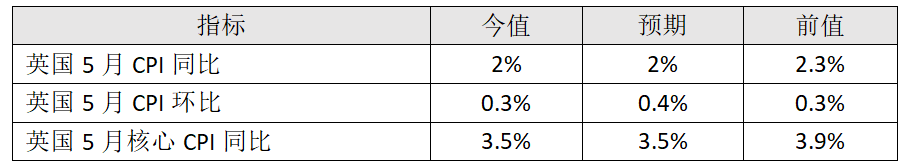 指标 今值 预期 前值
英国 5 月 CPI 同比 2% 2% 2.3%
英国 5 月 CPI 环比 0.3% 0.4% 0.3%
英国 5 月核心 CPI 同比 3.5% 3.5% 3.9%